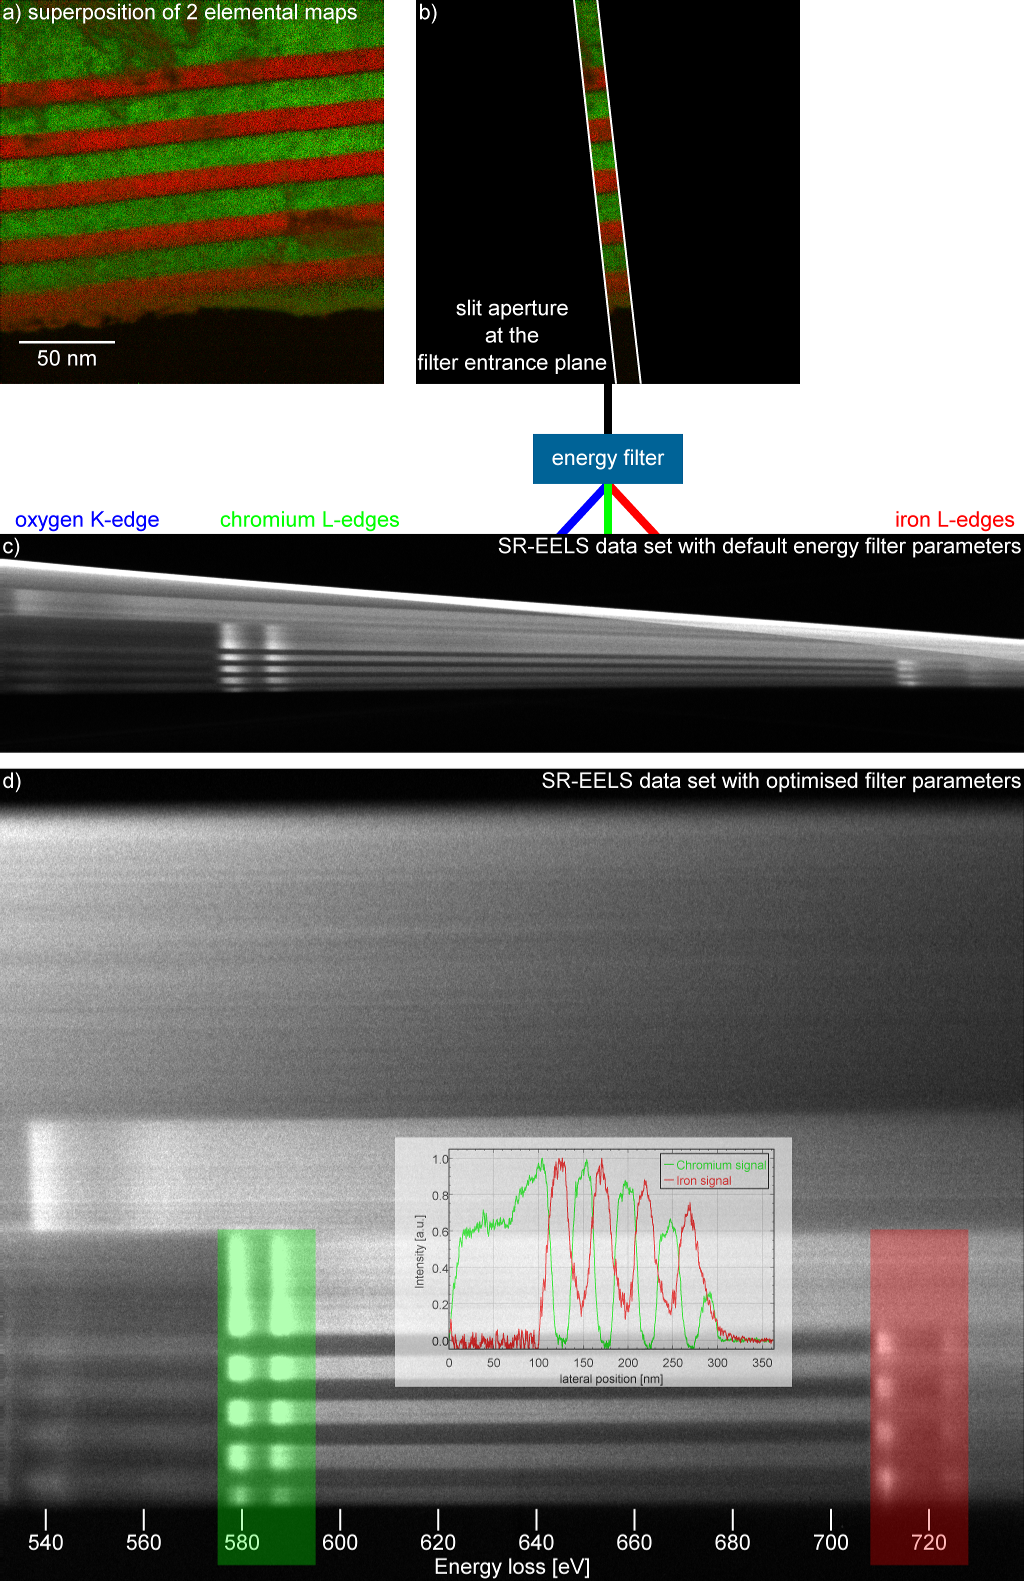 a) superposition of 2 elemental maps
50 nm
b)
slit aperture
at the
filter entrance plane
energy filter
oxygen K-edge
chromium L-edges
iron L-edges
c)
SR-EELS data set with default energy filter parameters
d)
SR-EELS data set with optimised filter parameters
Intensity [a.u.]
1.0
0.8
0.6
0.4
0.2
0.0
Chromium signal
Iron signal
0 50 100 150 200 250 300 350
lateral position [nm]
540 560 580 600 620 640 660 680 700 720
Energy loss [eV]